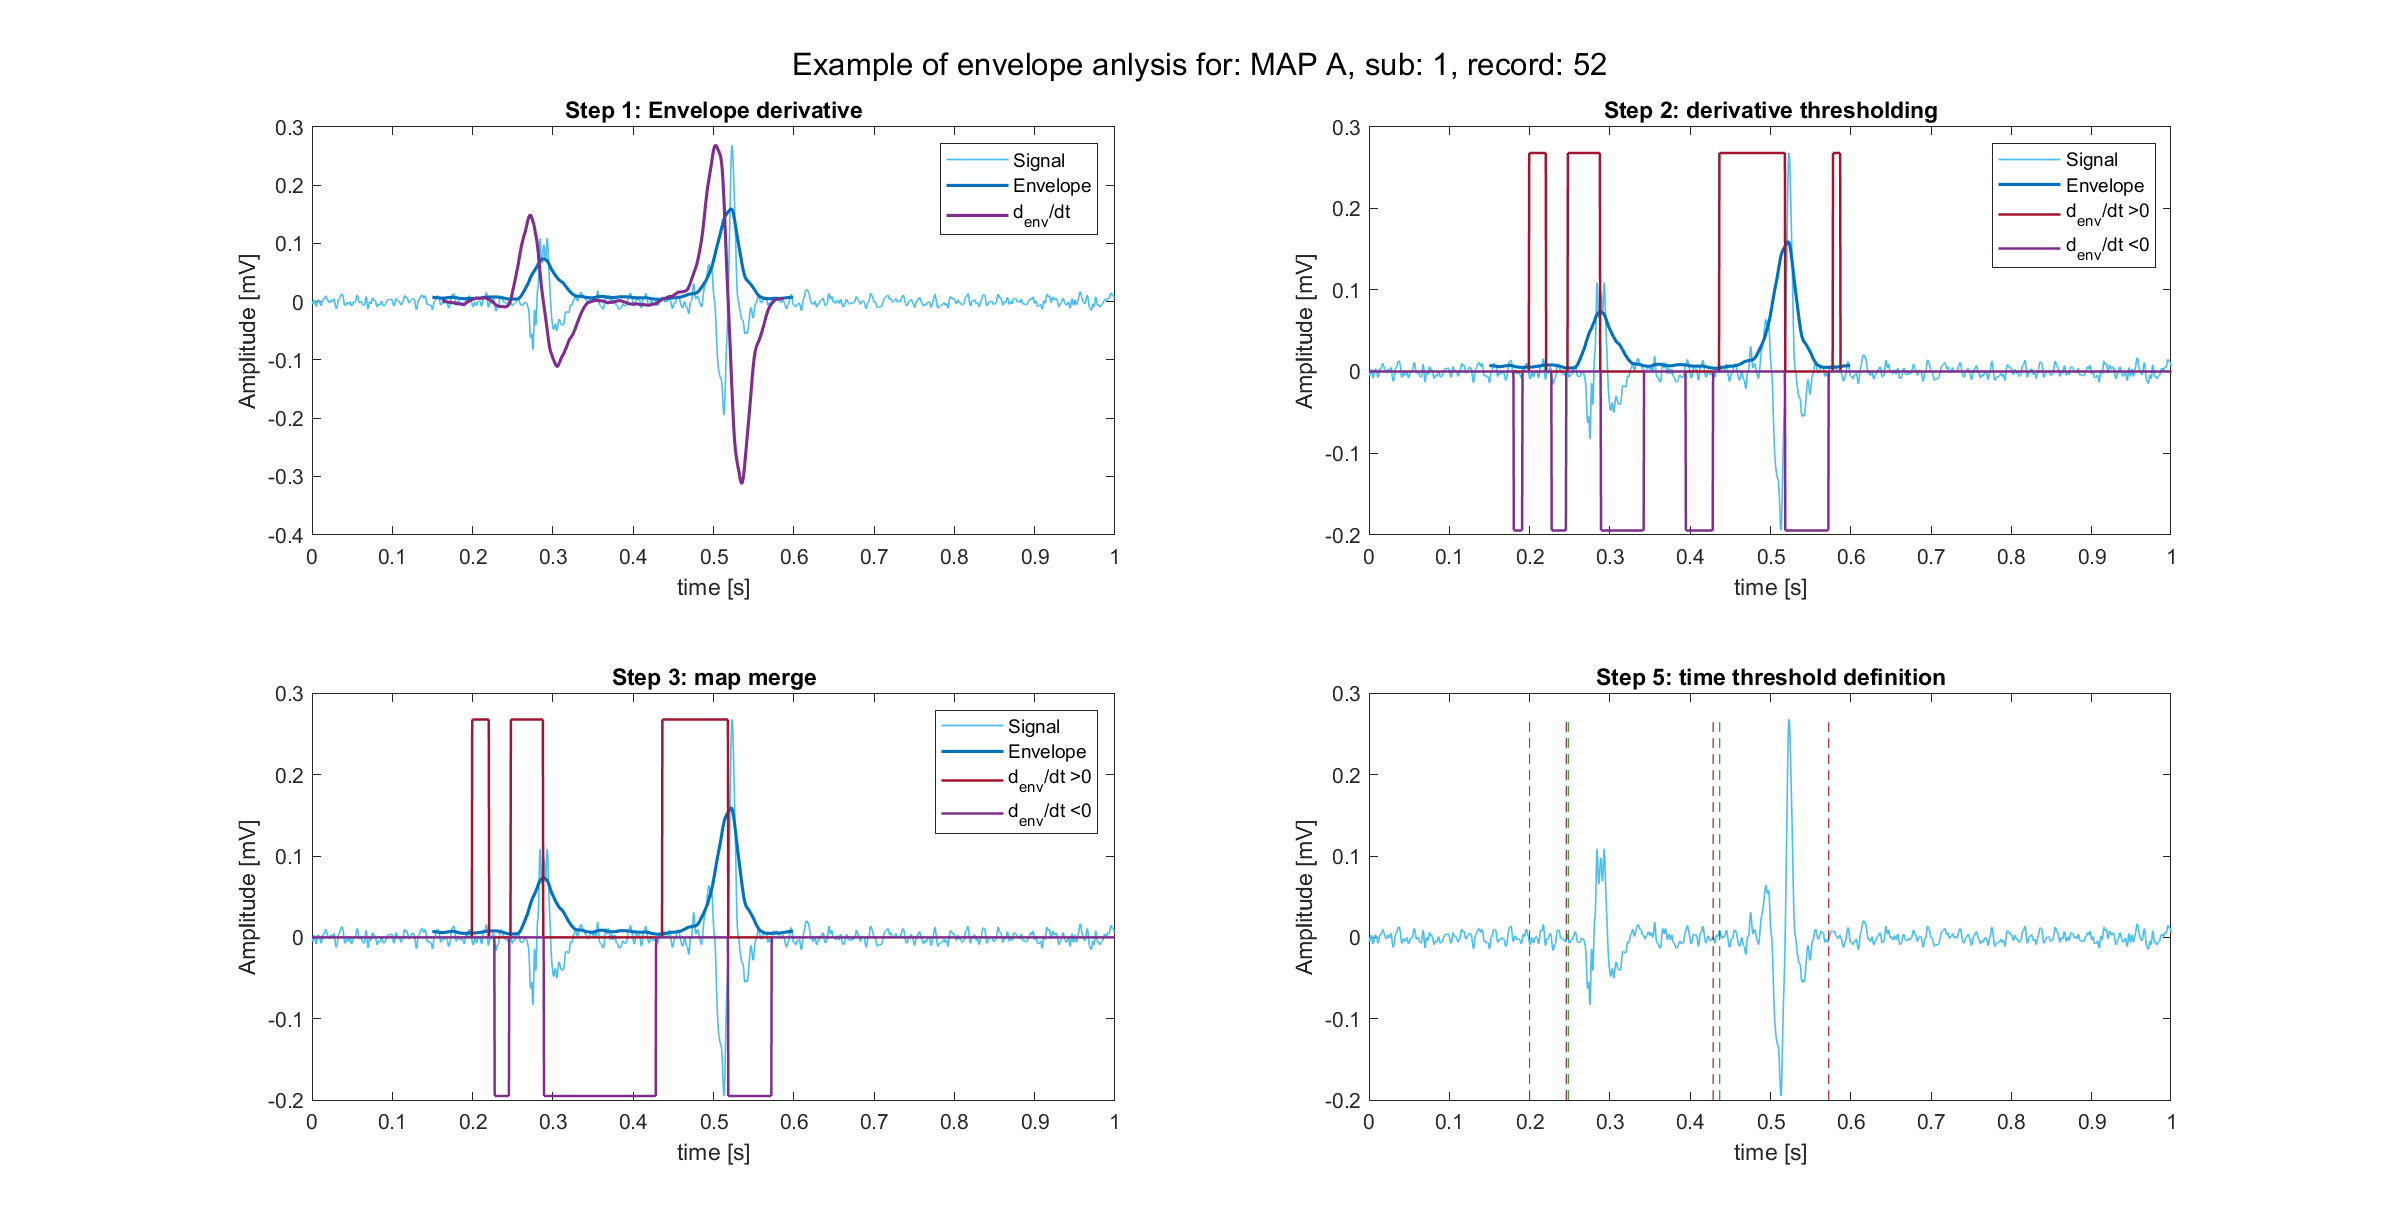 Example of envelope anlysis for: MAP A, sub: 1, record: 52
Step 1: Envelope derivative
0.3
0.2
0.1
0
-0.1
-0.2
-0.3
-0.4
Amplitude [mV]
0 0.1 0.2 0.3 0.4 0.5 0.6 0.7 0.8 0.9 1
time [s]
Signal
Envelope
d_env/dt
Step 2: derivative thresholding
0.3
0.2
0.1
0
-0.1
-0.2
Amplitude [mV]
0 0.1 0.2 0.3 0.4 0.5 0.6 0.7 0.8 0.9 1
time [s]
Signal
Envelope
d_env/dt >0
d_env/dt <0
Step 3: map merge
0.3
0.2
0.1
0
-0.1
-0.2
Amplitude [mV]
0 0.1 0.2 0.3 0.4 0.5 0.6 0.7 0.8 0.9 1
time [s]
Signal
Envelope
d_env/dt >0
d_env/dt <0
Step 5: time threshold definition
0.3
0.2
0.1
0
-0.1
-0.2
Amplitude [mV]
0 0.1 0.2 0.3 0.4 0.5 0.6 0.7 0.8 0.9 1
time [s]